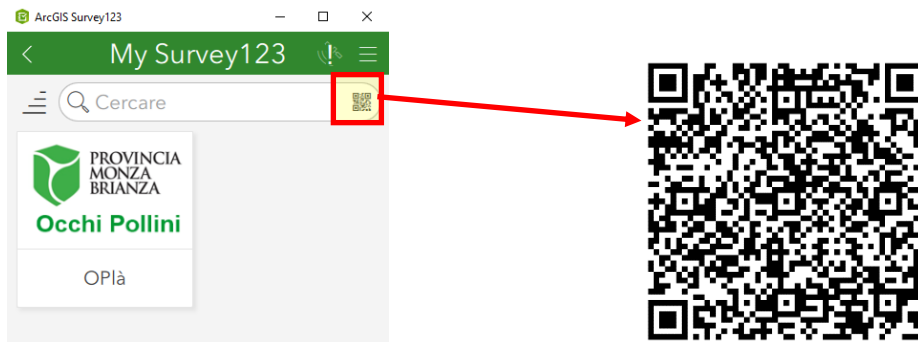 ArcGIS Survey123
My Survey123
Cercare
PROVINCIA
MONZA
BRIANZA
Occhi Pollini
OPlà